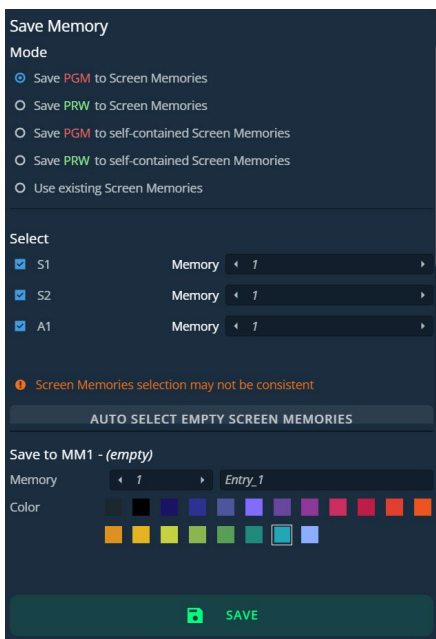 Save Memory
Mode
Save PGM to Screen Memories
Save PRW to Screen Memories
Save PGM to self-contained Screen Memories
Save PRW to self-contained Screen Memories
Use existing Screen Memories
Select
S1 Memory 1
S2 Memory 1
A1 Memory 1
Screen Memories selection may not be consistent
AUTO SELECT EMPTY SCREEN MEMORIES
Save to MM1 - (empty)
Memory 1 Entry_1
Color
SAVE